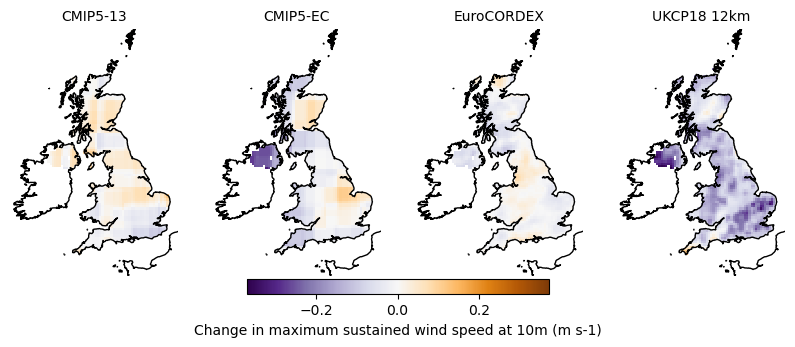 CMIP5-13 CMIP5-EC EuroCORDEX UKCP18 12km
−0.2 0.0 0.2
Change in maximum sustained wind speed at 10m (m s-1)